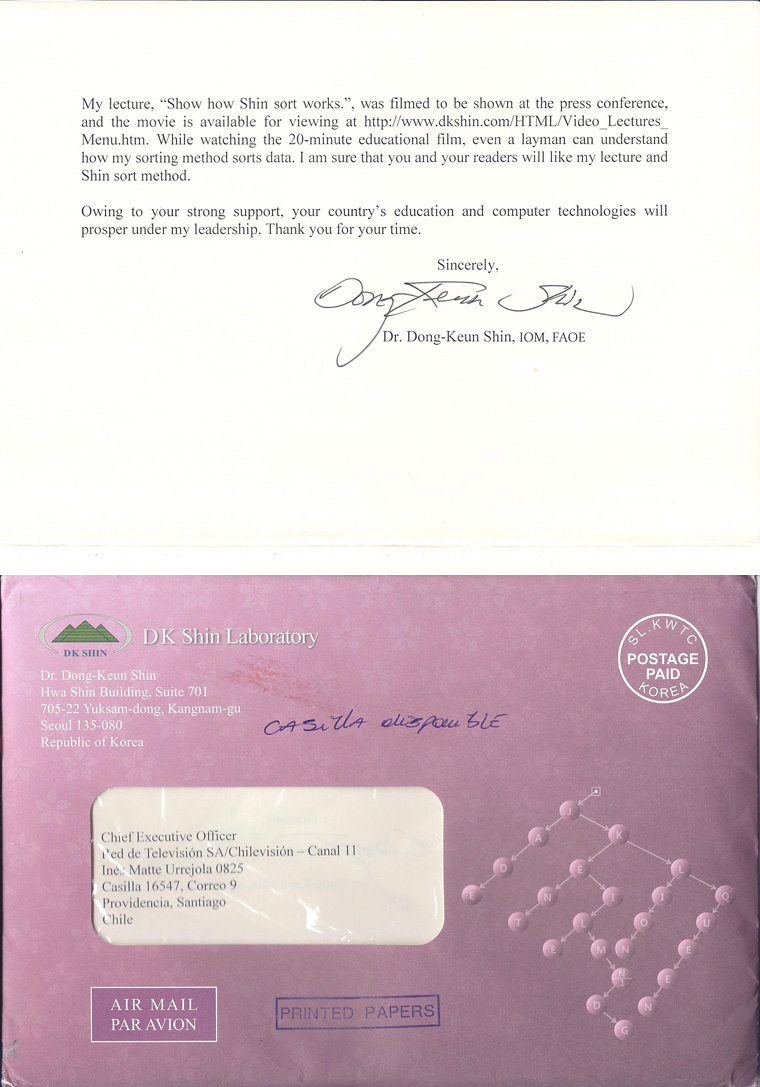 My lecture, “Show how Shin sort works.”, was filmed to be shown at the press conference,
and the movie is available for viewing at http://www.dkshin.com/HTML/Video_Lectures_
Menu.htm. While watching the 20-minute educational film, even a layman can understand
how my sorting method sorts data. I am sure that you and your readers will like my lecture and
Shin sort method.
Owing to your strong support, your country’s education and computer technologies will
prosper under my leadership. Thank you for your time.
Sincerely,
Dong Keun Shin
Dr. Dong-Keun Shin, IOM, FAOE
DK SHIN
DK Shin Laboratory
Dr. Dong-Keun Shin
Hwa Shin Building, Suite 701
705-22 Yuksam-dong, Kangnam-gu
Seoul 135-080
Republic of Korea
SL.KWTC
POSTAGE
PAID
KOREA
CASILLA disponible
Chief Executive Officer
Red de Televisión SA/Chilevisión – Canal 11
Inés Matte Urrejola 0825
Casilla 16547, Correo 9
Providencia, Santiago
Chile
J
A K
D E L
E T N I I Q
L O U
E M N E
E
D N
G
AIR MAIL
PAR AVION
PRINTED PAPERS